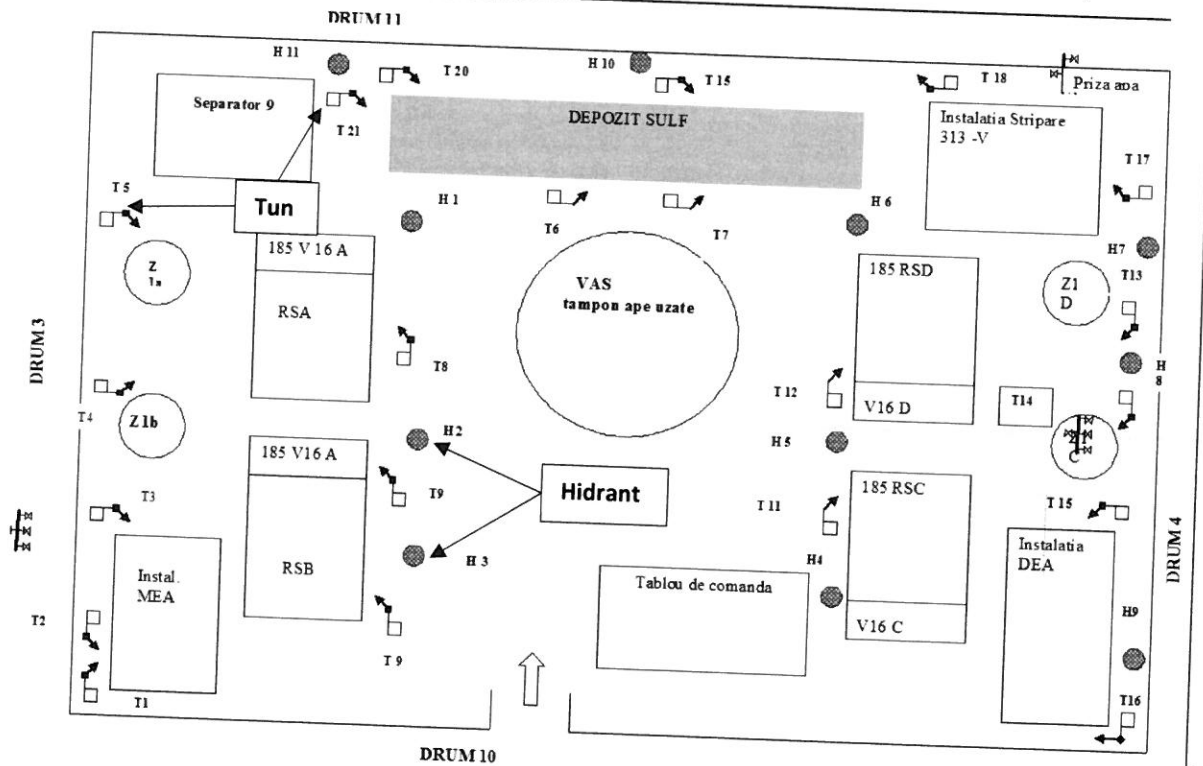 DRUM 11
H 11
T 20
H 10
T 15
T 18
Priza apa
Separator 9
T 21
DEPOZIT SULF
Instalatia Stripare
313 -V
T 17
T 5
Tun
H 1
T6
T7
H 6
H7
185 V 16 A
RSA
Z
1a
VAS
tampon ape uzate
185 RSD
Z1
D
T13
DRUM 3
T8
T 12
V16 D
T14
H
8
T4
Z1b
H2
H 5
C
185 V16 A
T9
Hidrant
185 RSC
T3
T 11
T 15
RSB
H 3
Instal.
MEA
Tablou de comanda
H4
Instalatia
DEA
DRUM 4
T2
V16 C
H9
T 9
T1
T16
DRUM 10